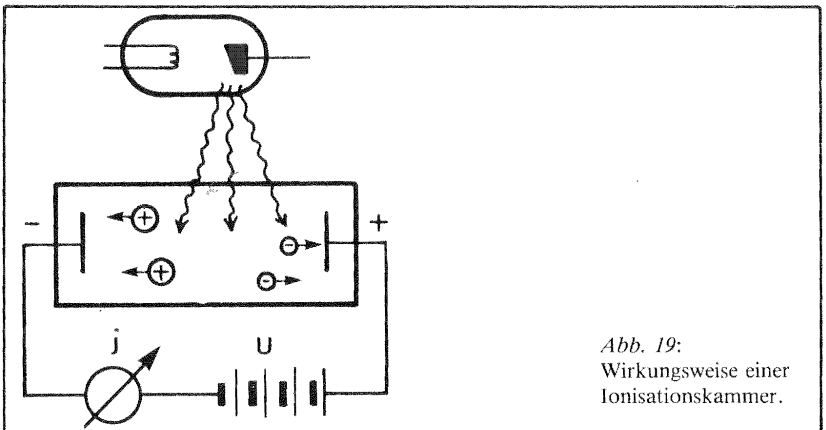 − +
+
−
+
−
j U
Abb. 19:
Wirkungsweise einer
Ionisationskammer.